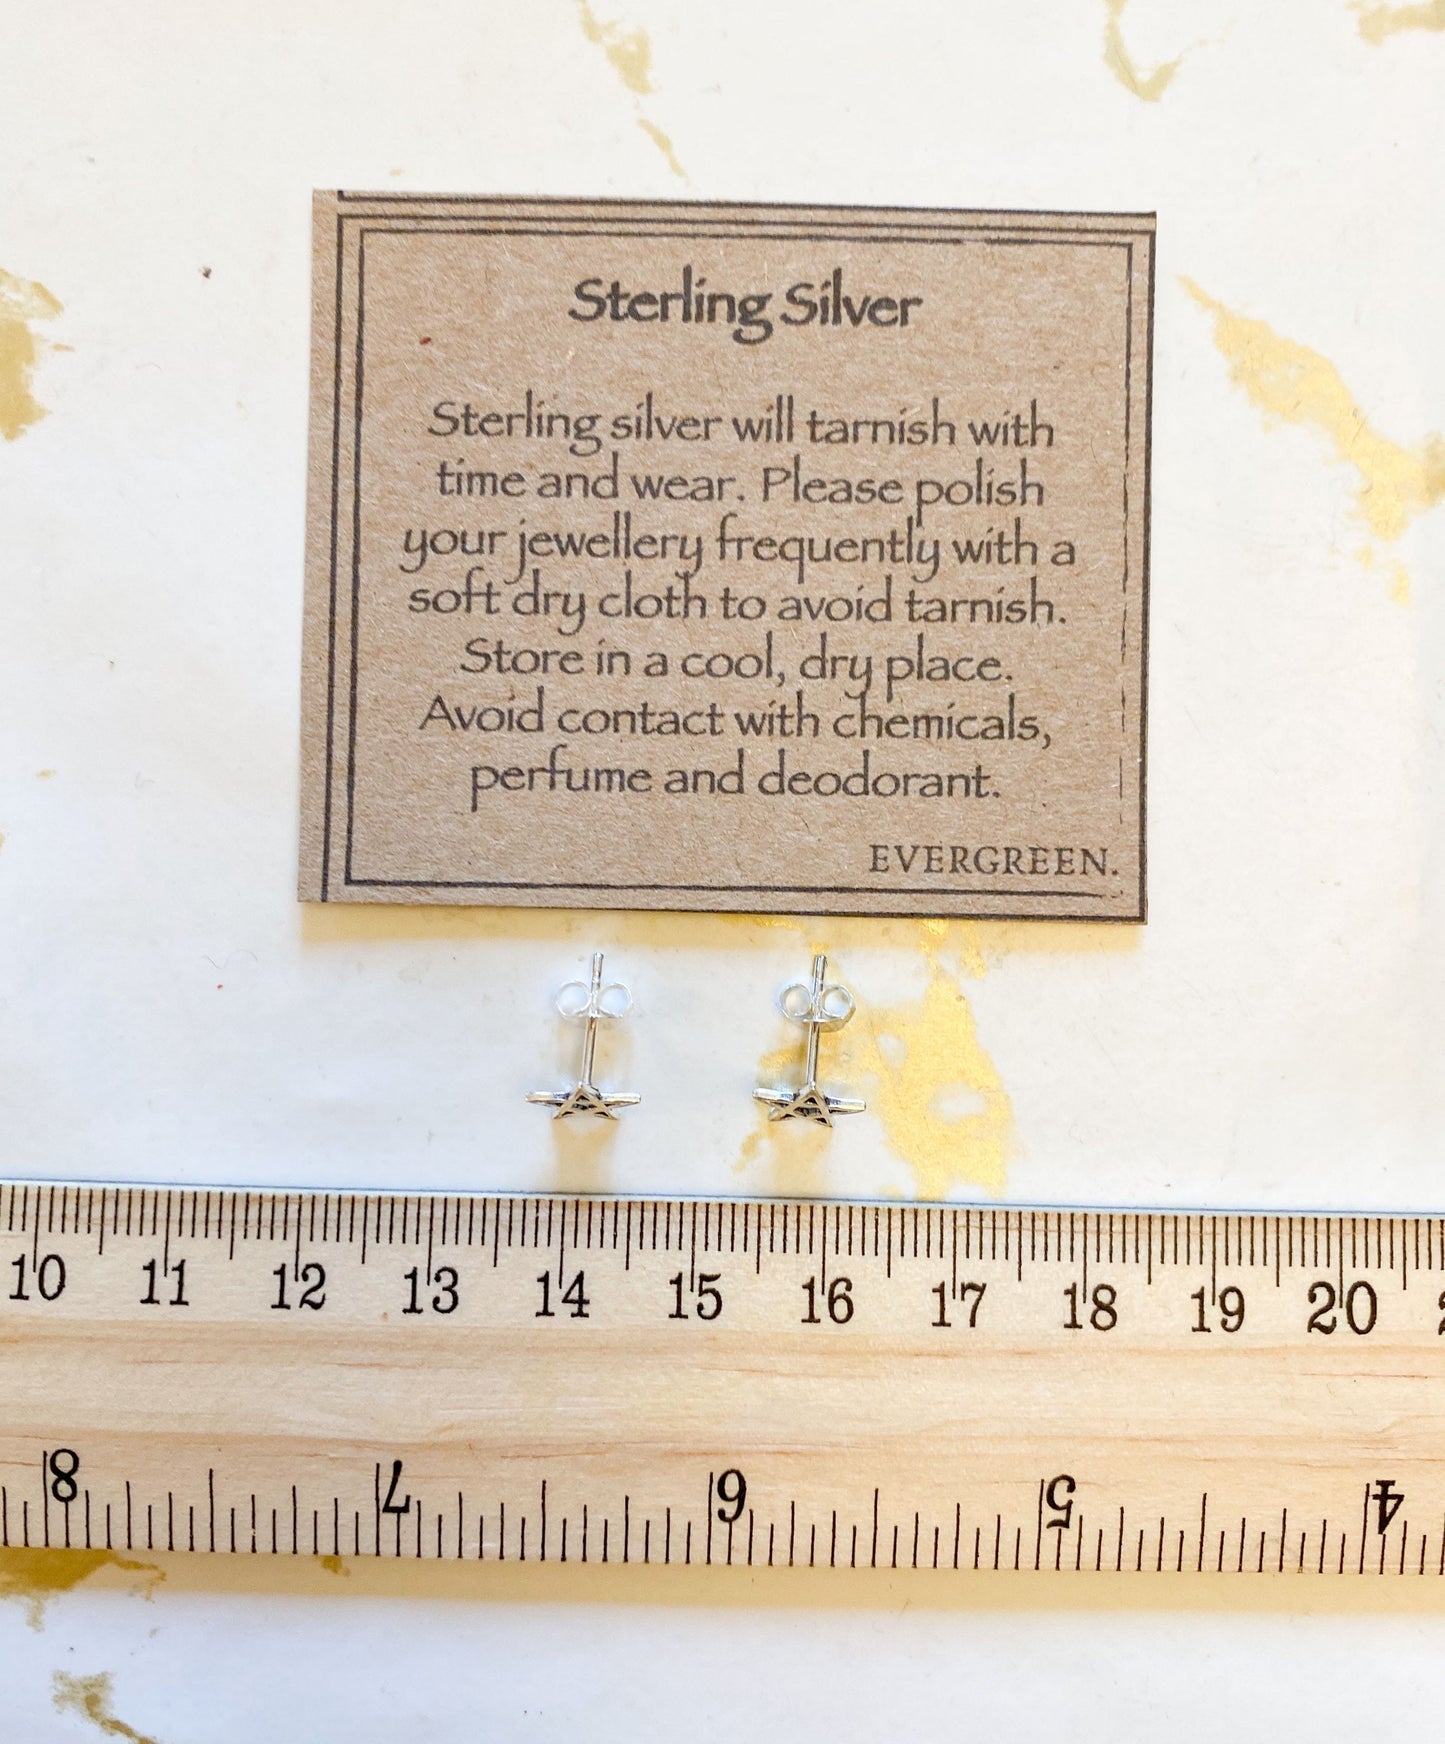 Sterling Silver
Sterling silver will tarnish with
time and wear. Please polish
your jewellery frequently with a
soft dry cloth to avoid tarnish.
Store in a cool, dry place.
Avoid contact with chemicals,
perfume and deodorant.
EVERGREEN.
10 11 12 13 14 15 16 17 18 19 20
8 7 6 5 4